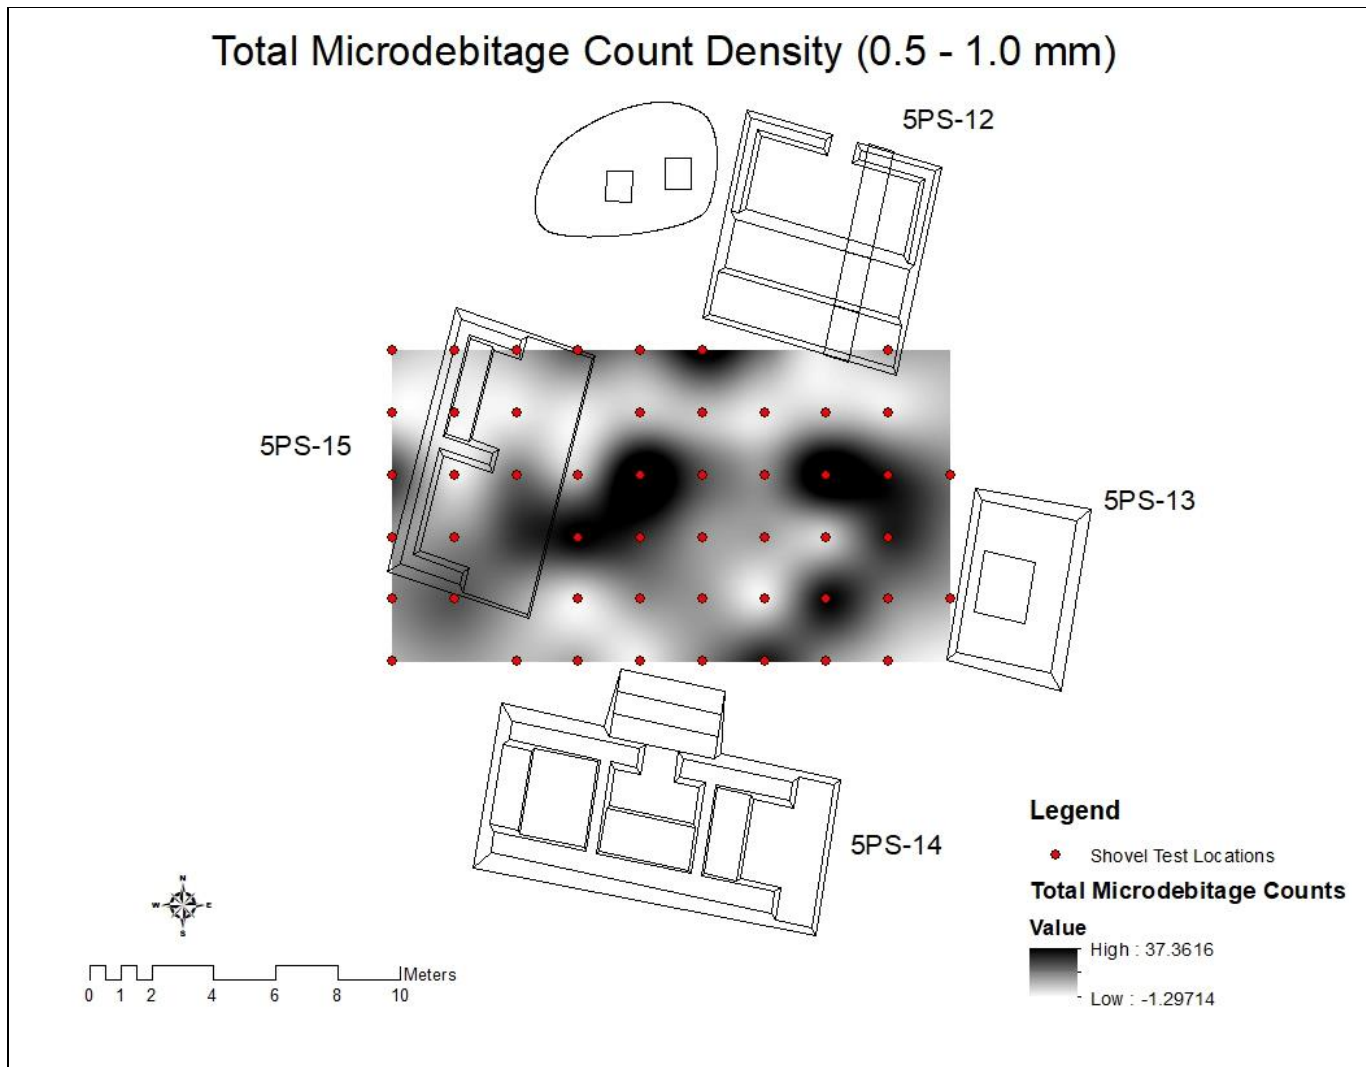 Total Microdebitage Count Density (0.5 - 1.0 mm)
5PS-12
5PS-15
5PS-13
5PS-14
Legend
Shovel Test Locations
Total Microdebitage Counts
Value
High : 37.3616
Low : -1.29714
N
W E
S
Meters
0 1 2 4 6 8 10